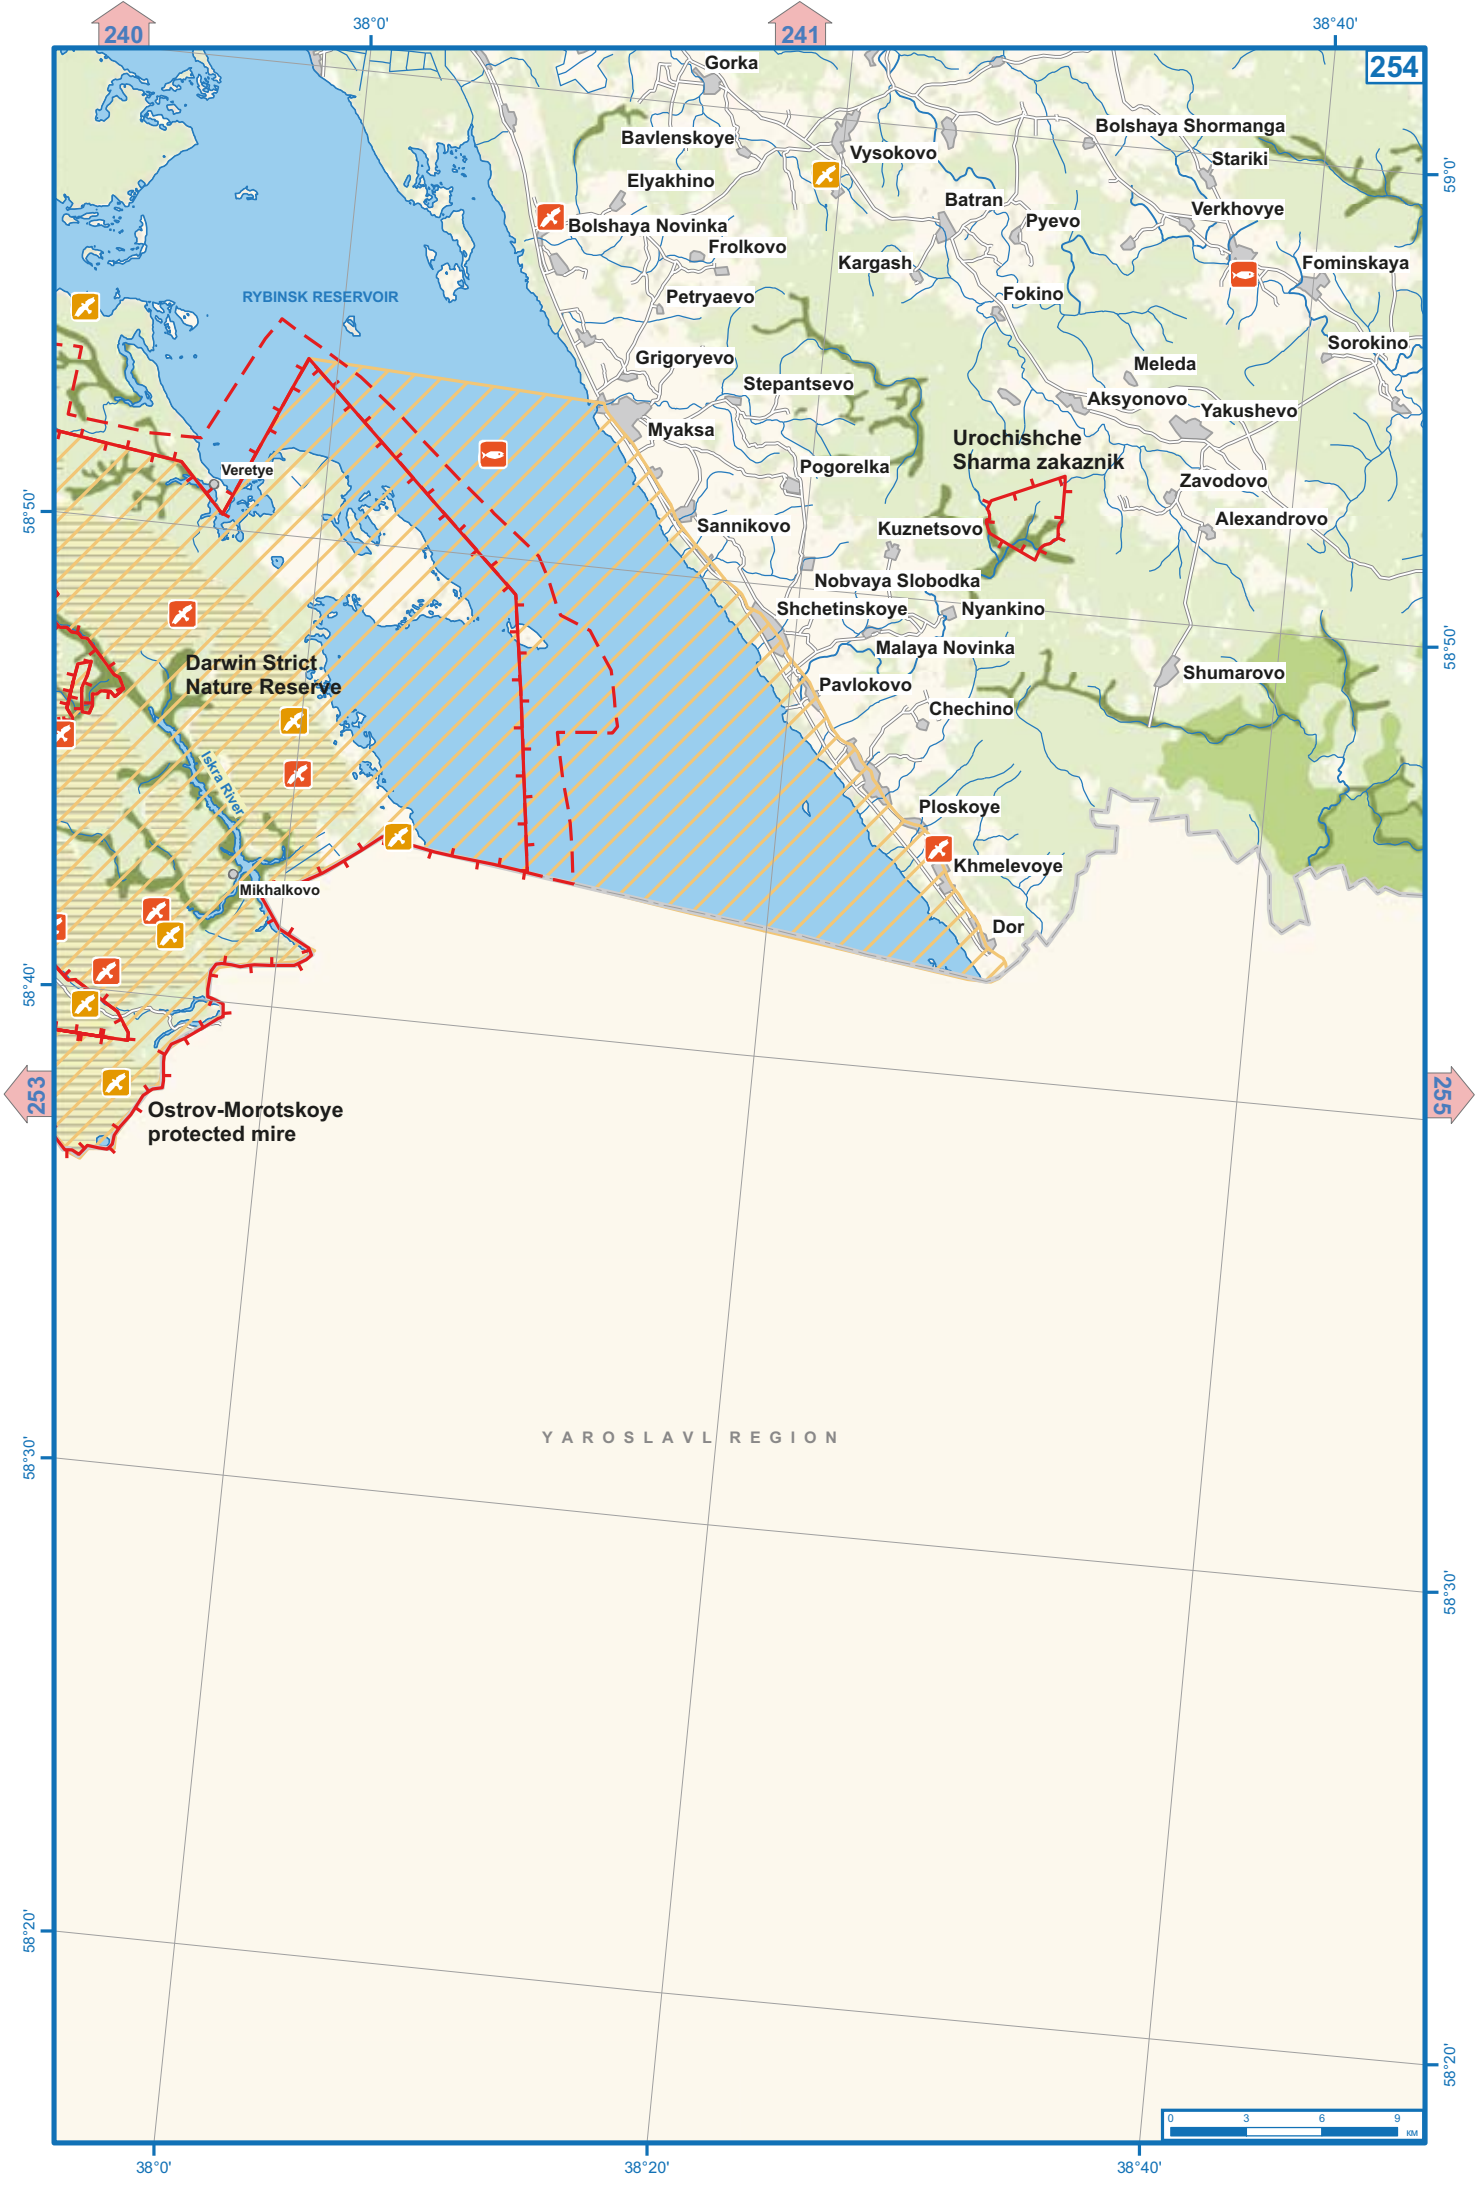 240
38°0'
241
38°40'
254
Gorka
Bavlenskoye
Vysokovo
Bolshaya Shormanga
Stariki
59°0'
Elyakhino
Batran
Verkhovye
Bolshaya Novinka
Pyevo
Frolkovo
Kargash
Fominskaya
RYBINSK RESERVOIR
Petryaevo
Fokino
Grigoryevo
Sorokino
Meleda
Stepantsevo
Aksyonovo
Yakushevo
Myaksa
Urochishche
Sharma zakaznik
Pogorelka
Veretye
Zavodovo
58°50'
Sannikovo
Kuznetsovo
Alexandrovo
Nobvaya Slobodka
Shchetinskoye
Nyankino
Malaya Novinka
58°50'
Darwin Strict
Nature Reserve
Pavlokovo
Shumarovo
Chechino
Iskra River
Ploskoye
Khmelevoye
Mikhalkovo
Dor
58°40'
253
255
Ostrov-Morotskoye
protected mire
YAROSLAVL REGION
58°30'
58°30'
58°20'
58°20'
0 3 6 9
км
38°0'
38°20'
38°40'